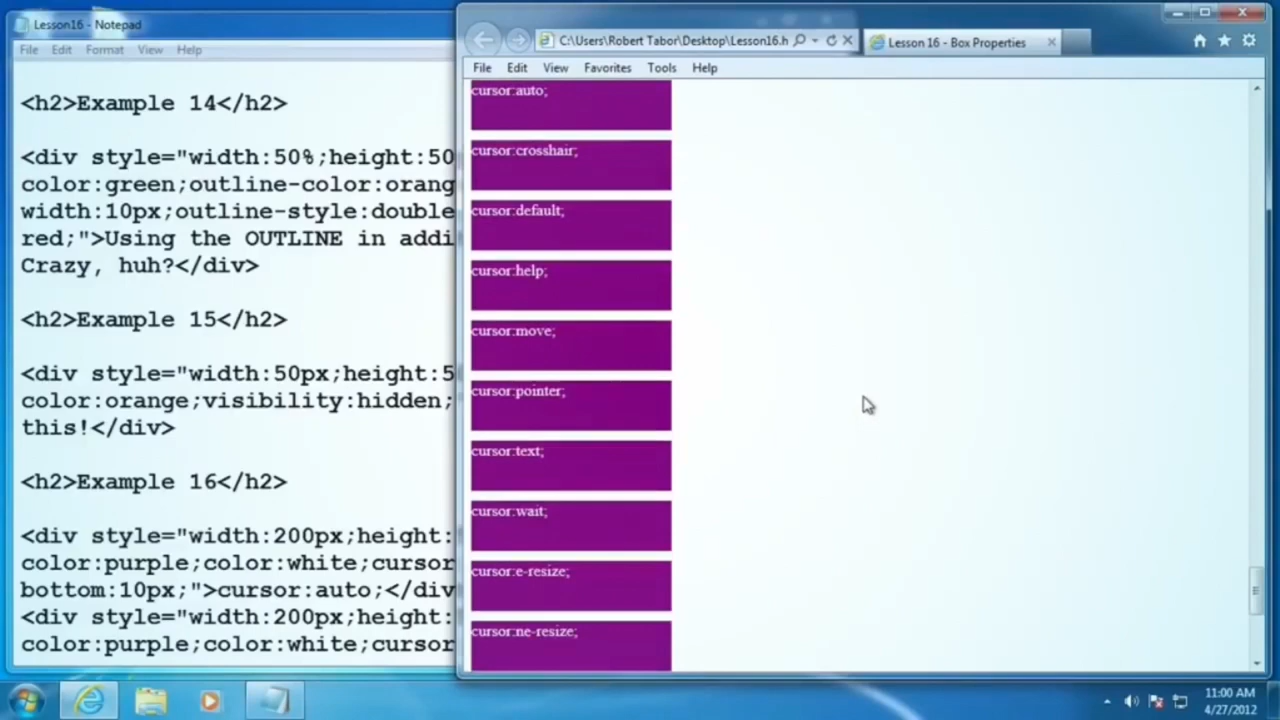 Lesson16 - Notepad
File Edit Format View Help
<h2>Example 14</h2>
<div style="width:50%;height:50
color:green;outline-color:orang
width:10px;outline-style:double
red;">Using the OUTLINE in addi
Crazy, huh?</div>
<h2>Example 15</h2>
<div style="width:50px;height:5
color:orange;visibility:hidden;
this!</div>
<h2>Example 16</h2>
<div style="width:200px;height:
color:purple;color:white;cursor
bottom:10px;">cursor:auto;</div
<div style="width:200px;height:
color:purple;color:white;cursor
C:\Users\Robert Tabor\Desktop\Lesson16.h
Lesson 16 - Box Properties
File Edit View Favorites Tools Help
cursor:auto;
cursor:crosshair;
cursor:default;
cursor:help;
cursor:move;
cursor:pointer;
cursor:text;
cursor:wait;
cursor:e-resize;
cursor:ne-resize;
11:00 AM
4/27/2012